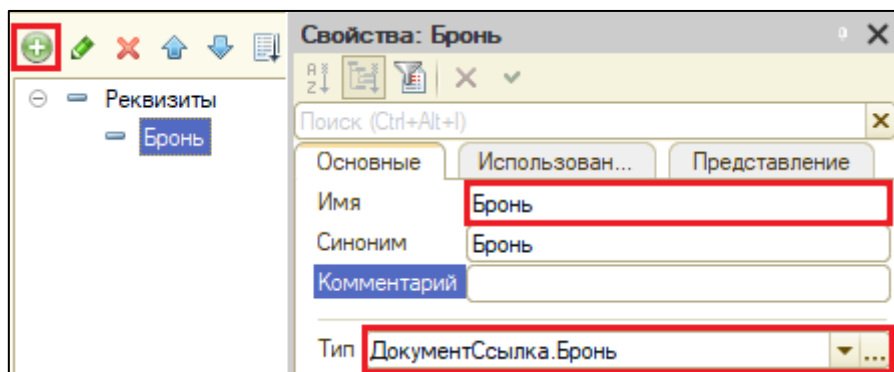 Свойства: Бронь
Реквизиты
Бронь
Поиск (Ctrl+Alt+I)
Основные Использован... Представление
Имя Бронь
Синоним Бронь
Комментарий
Тип ДокументСсылка.Бронь ...